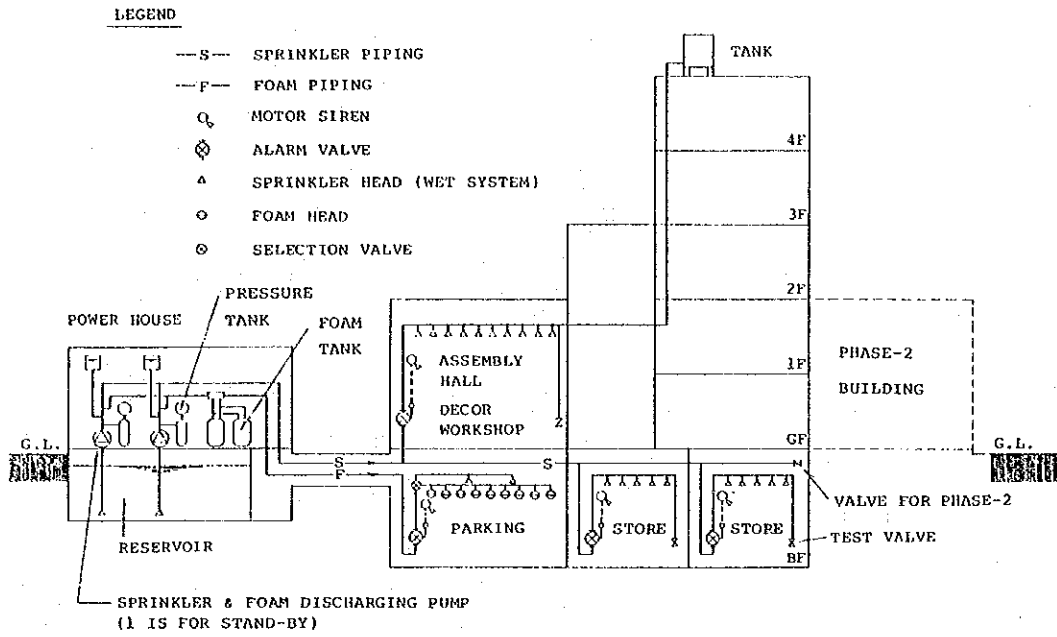 LEGEND
S SPRINKLER PIPING
F FOAM PIPING
MOTOR SIREN
ALARM VALVE
SPRINKLER HEAD (WET SYSTEM)
FOAM HEAD
SELECTION VALVE
TANK
4F
3F
2F
1F
GF
BF
PRESSURE
TANK
FOAM
TANK
POWER HOUSE
ASSEMBLY
HALL
DECOR
WORKSHOP
PHASE-2
BUILDING
G.L.
G.L.
S
F
S
PARKING
STORE
STORE
VALVE FOR PHASE-2
TEST VALVE
RESERVOIR
SPRINKLER & FOAM DISCHARGING PUMP
(1 IS FOR STAND-BY)